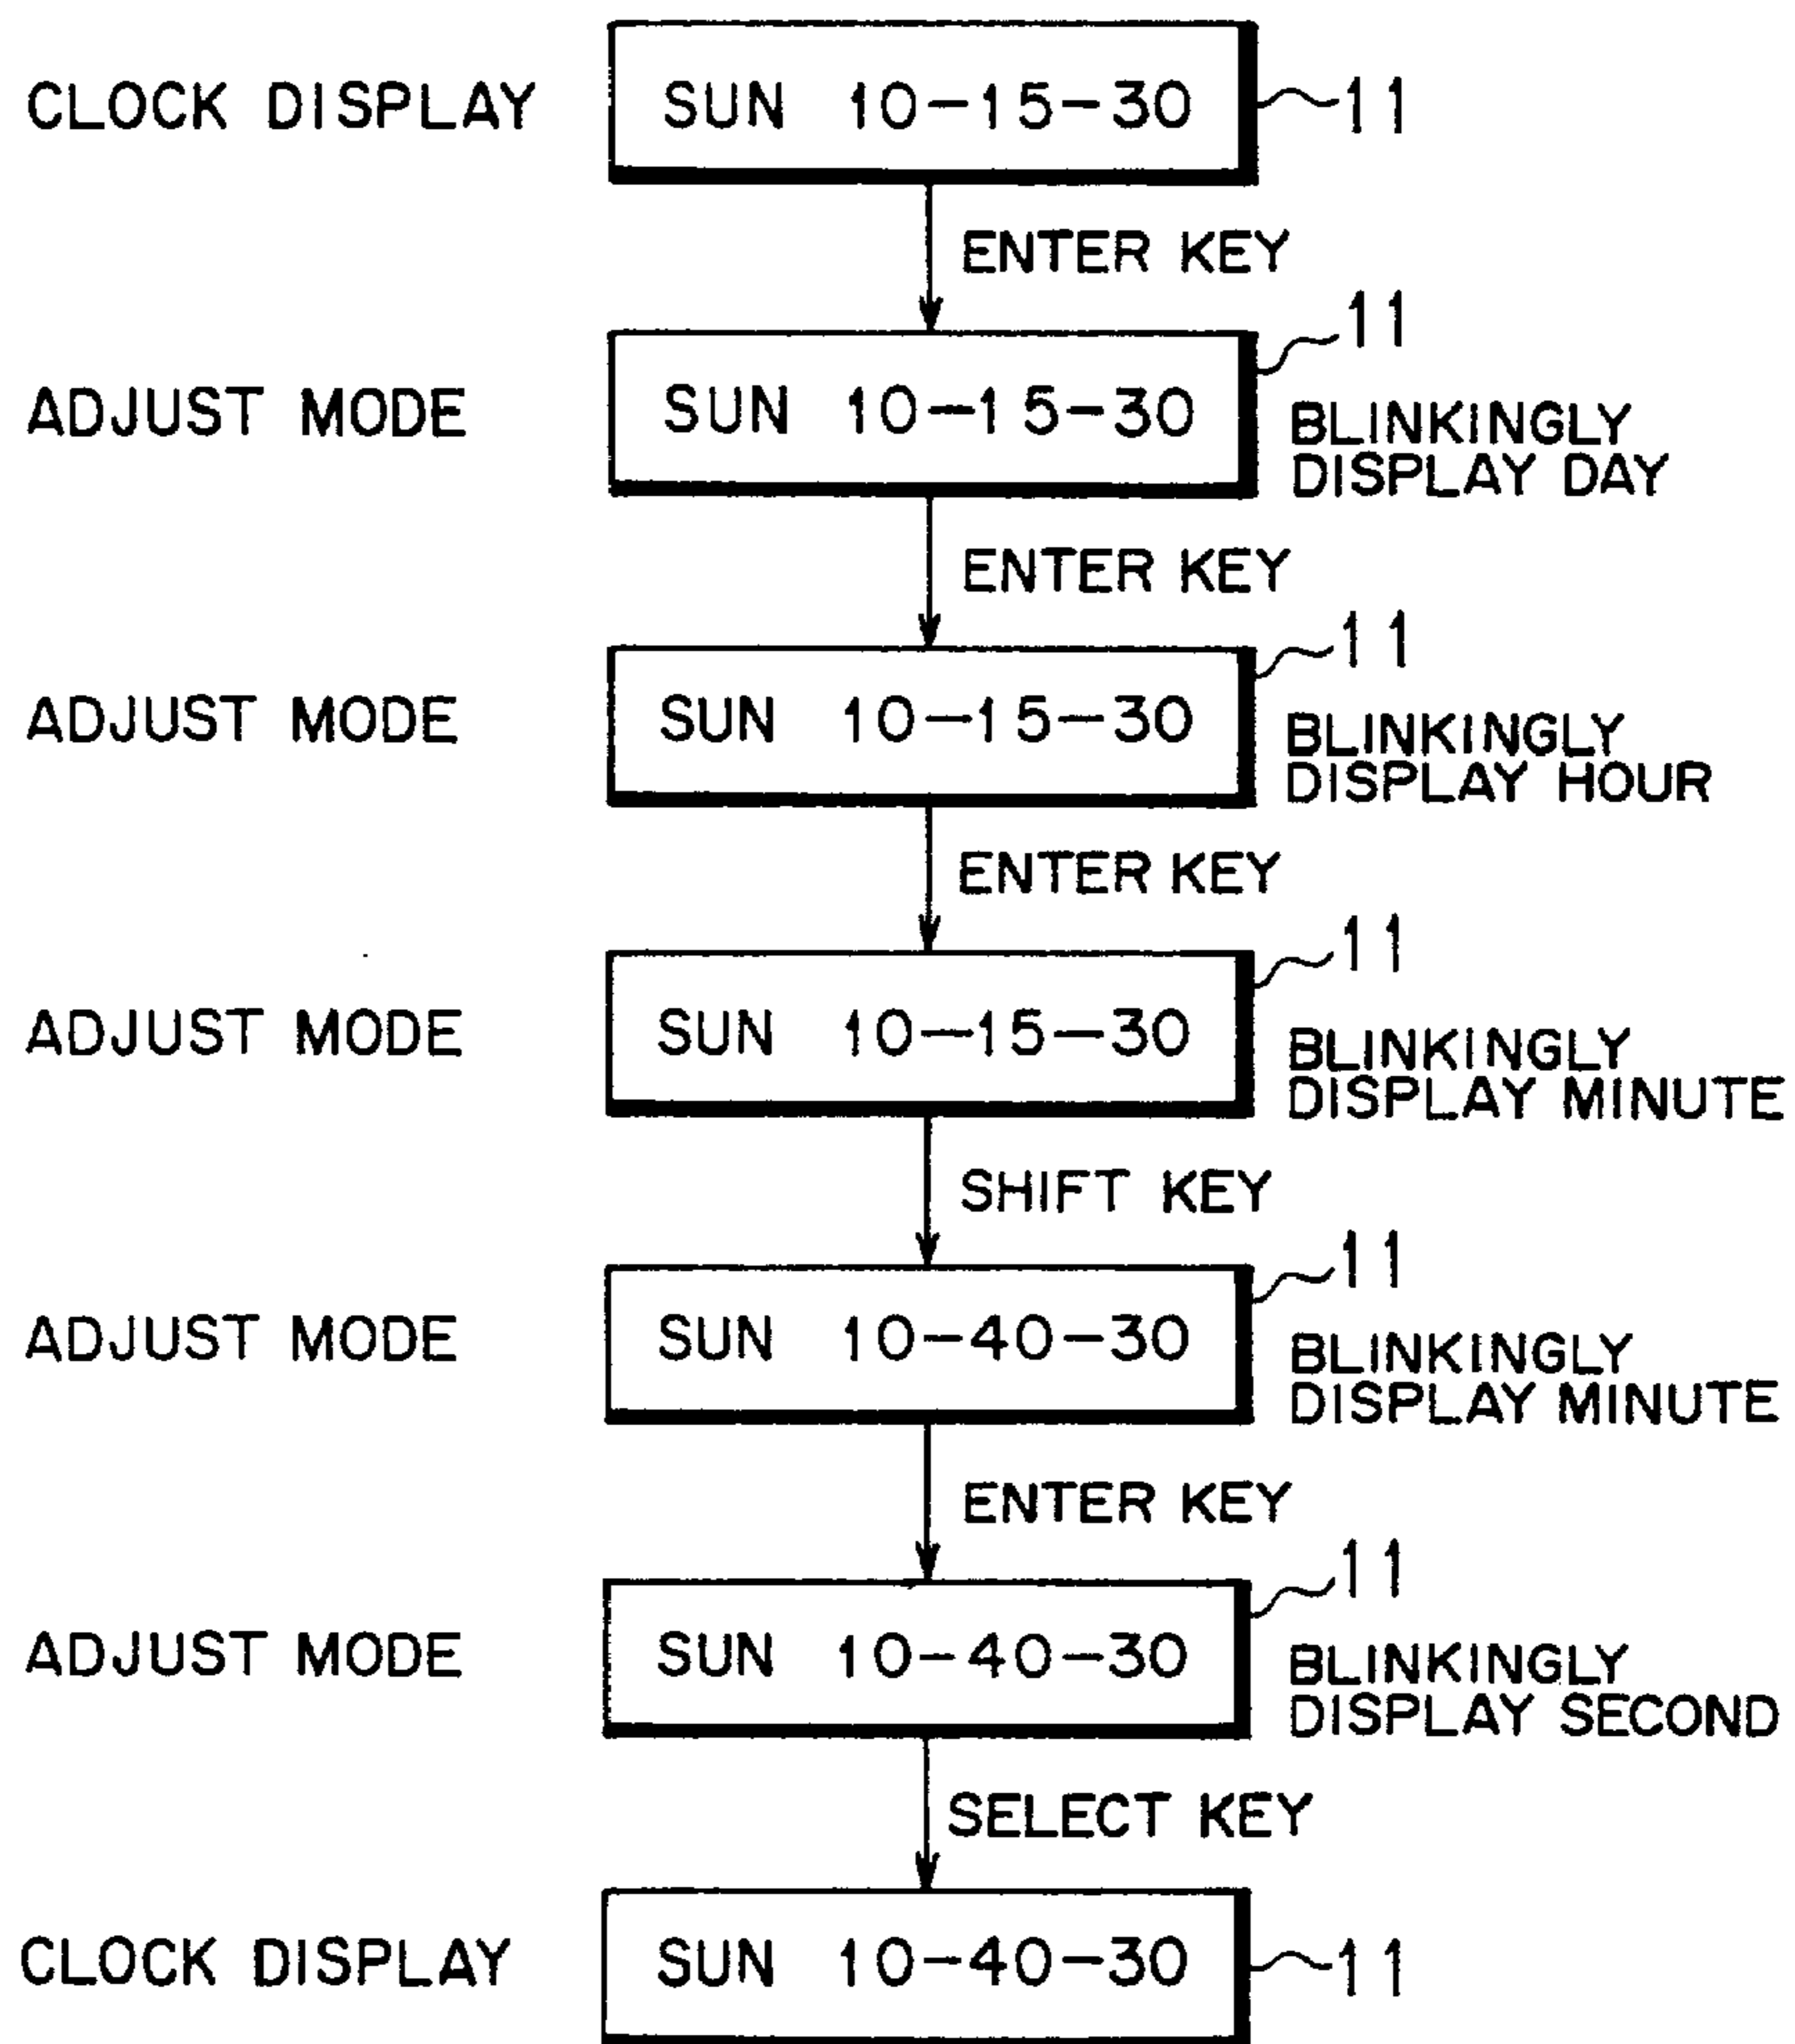 CLOCK DISPLAY SUN 10-15-30 11
ENTER KEY
11
ADJUST MODE SUN 10-15-30 BLINKINGLY
DISPLAY DAY
ENTER KEY
11
ADJUST MODE SUN 10-15-30 BLINKINGLY
DISPLAY HOUR
ENTER KEY
11
ADJUST MODE SUN 10-15-30 BLINKINGLY
DISPLAY MINUTE
SHIFT KEY
11
ADJUST MODE SUN 10-40-30 BLINKINGLY
DISPLAY MINUTE
ENTER KEY
11
ADJUST MODE SUN 10-40-30 BLINKINGLY
DISPLAY SECOND
SELECT KEY
CLOCK DISPLAY SUN 10-40-30 11